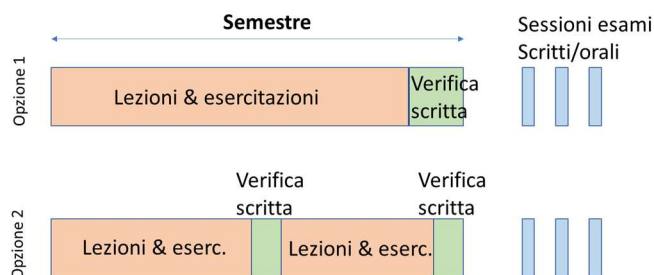 Semestre
Sessioni esami
Scritti/orali
Opzione 1
Lezioni & esercitazioni
Verifica
scritta
Verifica
scritta
Verifica
scritta
Opzione 2
Lezioni & eserc.
Lezioni & eserc.